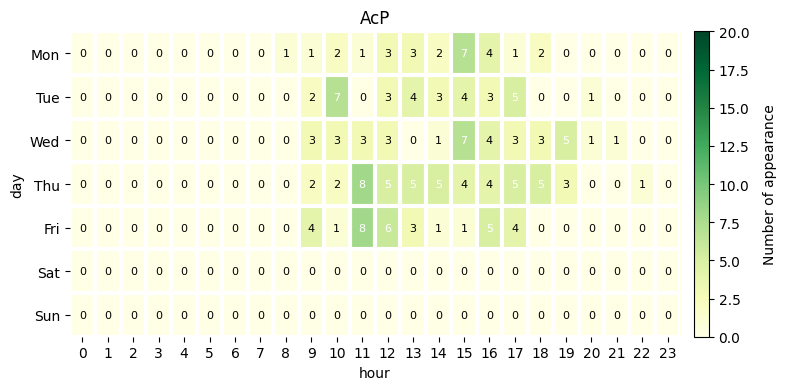 AcP
Mon 0 0 0 0 0 0 0 0 1 1 2 1 3 3 2 7 4 1 2 0 0 0 0 0
Tue 0 0 0 0 0 0 0 0 0 2 7 0 3 4 3 4 3 5 0 0 1 0 0 0
Wed 0 0 0 0 0 0 0 0 0 3 3 3 3 0 1 7 4 3 3 5 1 1 0 0
Thu 0 0 0 0 0 0 0 0 0 2 2 8 5 5 5 4 4 5 5 3 0 0 1 0
Fri 0 0 0 0 0 0 0 0 0 4 1 8 6 3 1 1 5 4 0 0 0 0 0 0
Sat 0 0 0 0 0 0 0 0 0 0 0 0 0 0 0 0 0 0 0 0 0 0 0 0
Sun 0 0 0 0 0 0 0 0 0 0 0 0 0 0 0 0 0 0 0 0 0 0 0 0
0 1 2 3 4 5 6 7 8 9 10 11 12 13 14 15 16 17 18 19 20 21 22 23
hour
day
20.0
17.5
15.0
12.5
10.0
7.5
5.0
2.5
0.0
Number of appearance